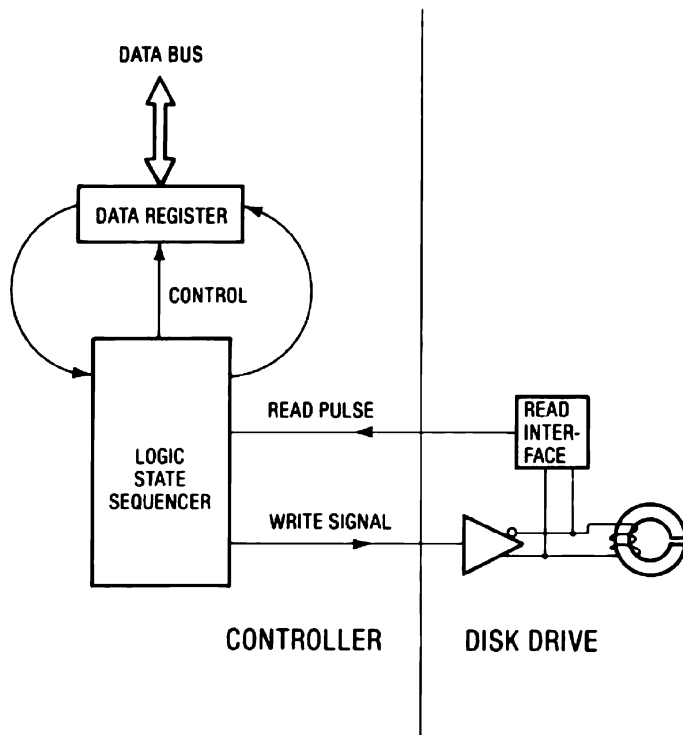 DATA BUS
DATA REGISTER
CONTROL
READ PULSE
READ
INTER-
FACE
LOGIC
STATE
SEQUENCER
WRITE SIGNAL
CONTROLLER
DISK DRIVE